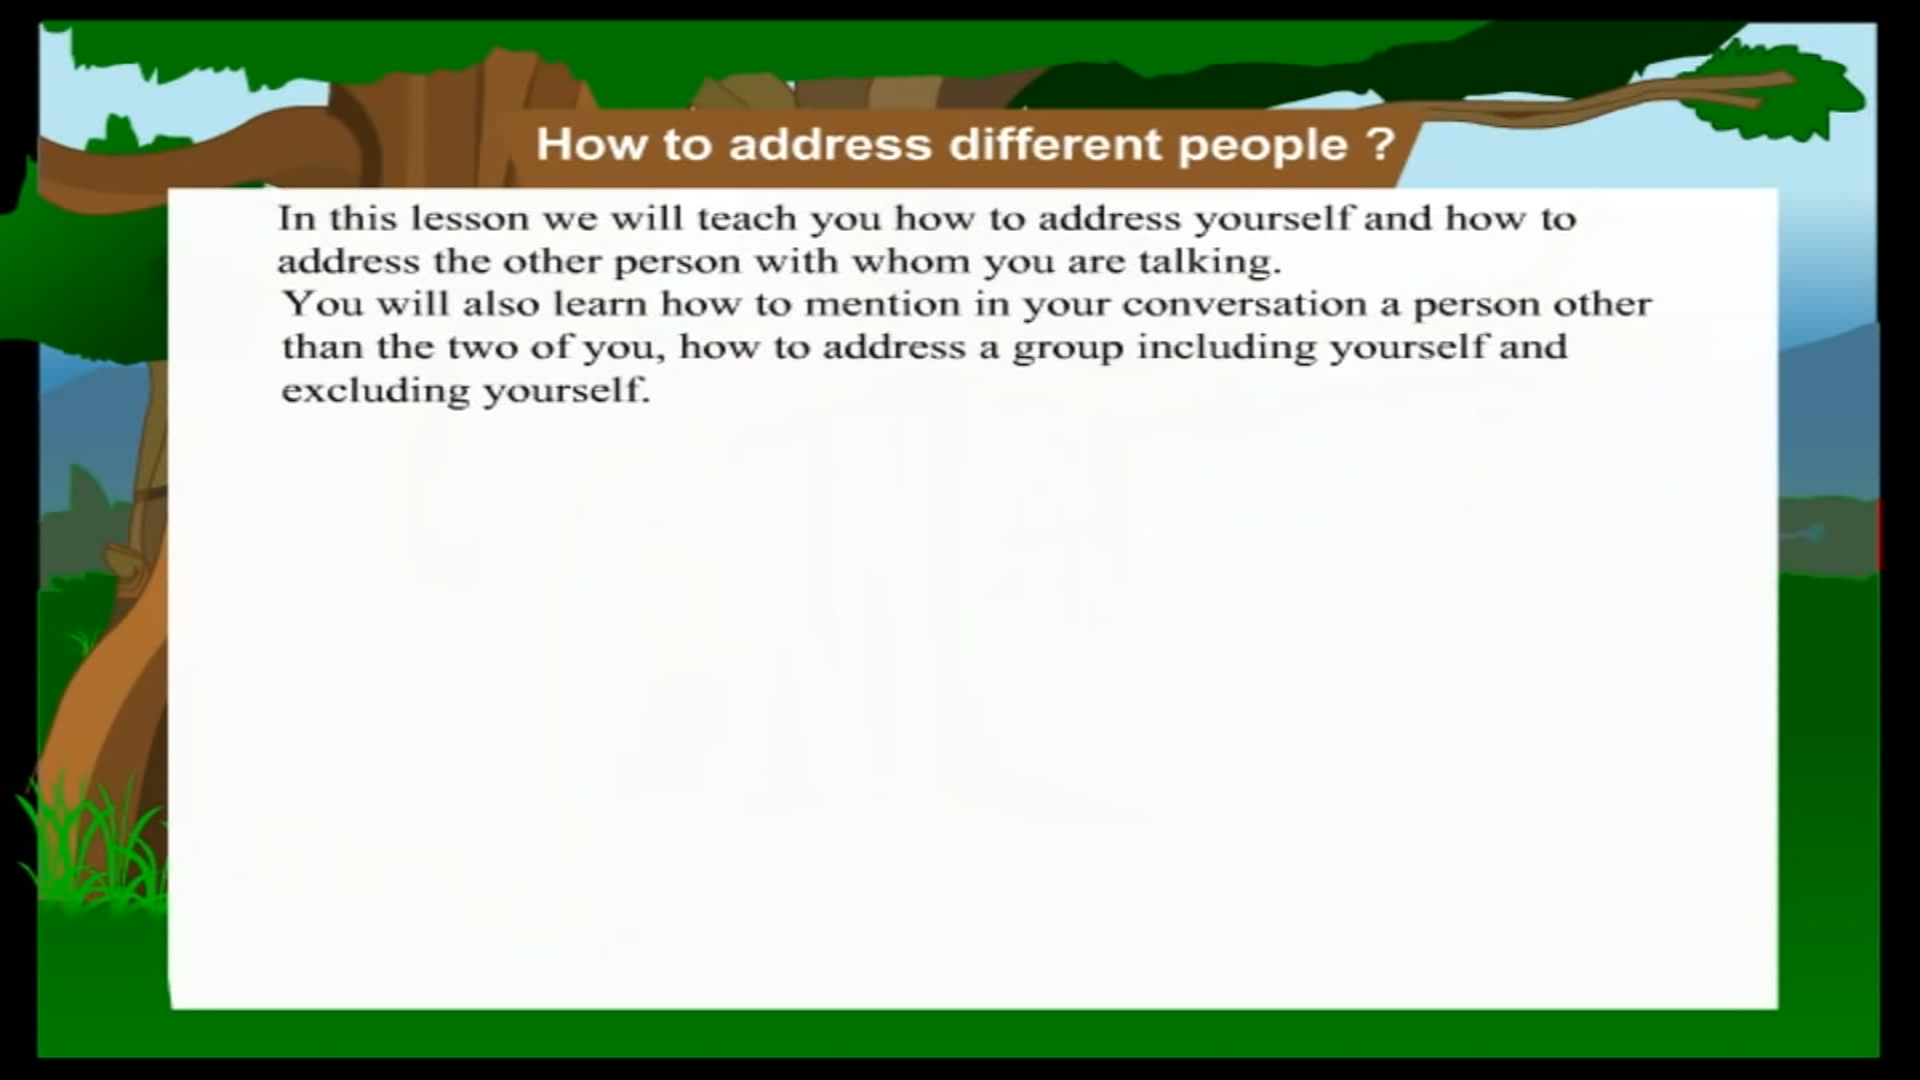 How to address different people ?
In this lesson we will teach you how to address yourself and how to
address the other person with whom you are talking.
You will also learn how to mention in your conversation a person other
than the two of you, how to address a group including yourself and
excluding yourself.